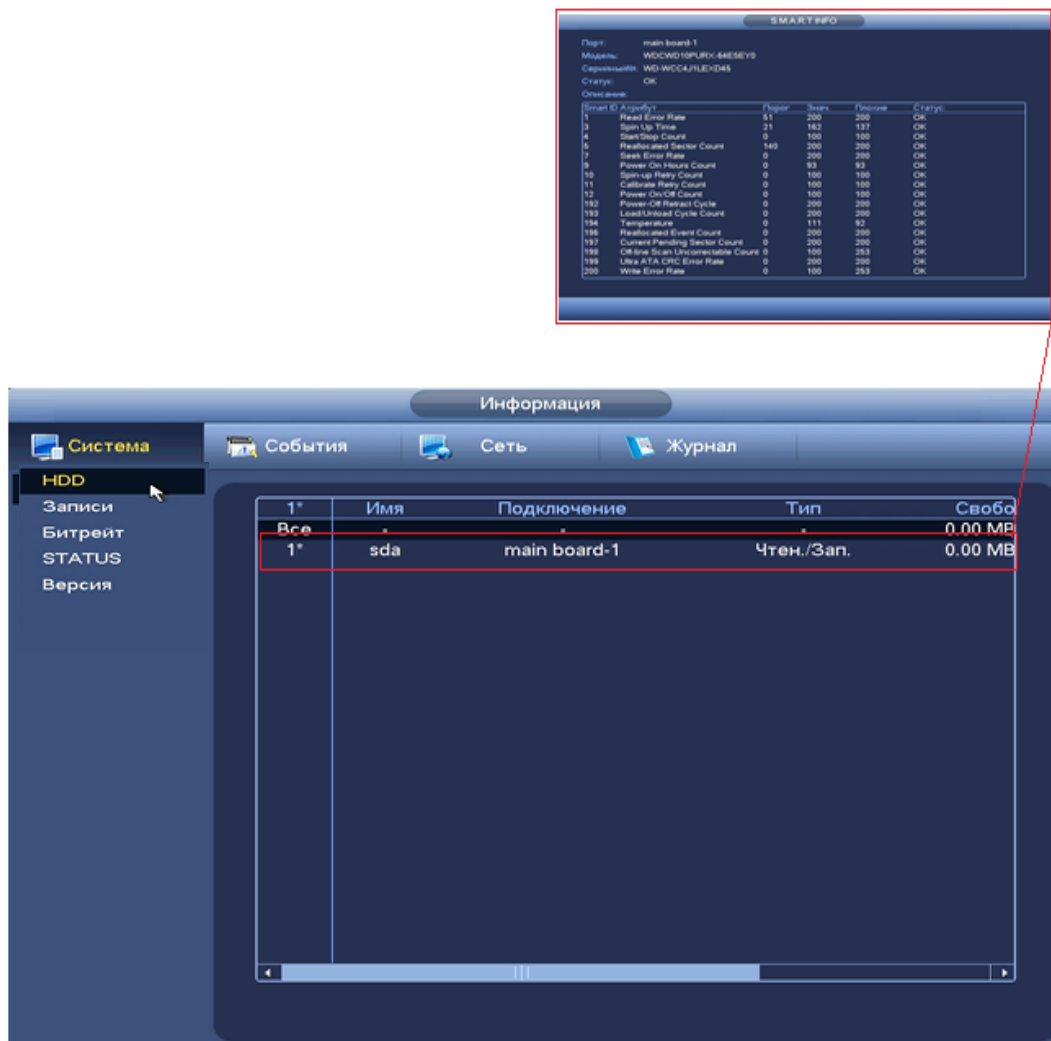 S.M.A.R.T INFO
Порт: main board-1
Модель: WDCWD10PURX-64E5EY0
WD-WCC4J1LEXD45
Статус: OK
Описание:
Smart ID Атрибут Порог Знач. Плохие Статус
1 Read Error Rate 51 200 200 OK
3 Spin Up Time 21 162 137 OK
4 Start/Stop Count 0 100 100 OK
5 Reallocated Sector Count 140 200 200 OK
7 Seek Error Rate 0 200 200 OK
9 Power On Hours Count 0 93 93 OK
10 Spin-up Retry Count 0 100 100 OK
11 Calibrate Retry Count 0 100 100 OK
12 Power On/Off Count 0 100 100 OK
192 Power-Off Retract Cycle 0 200 200 OK
193 Load/Unload Cycle Count 0 200 200 OK
194 Temperature 0 111 92 OK
196 Reallocated Event Count 0 200 200 OK
197 Current Pending Sector Count 0 200 200 OK
198 Off-line Scan Uncorrectable Count 0 100 253 OK
199 Ultra ATA CRC Error Rate 0 200 200 OK
200 Write Error Rate 0 100 253 OK
Информация
Система События Сеть Журнал
HDD
Записи
Битрейт
STATUS
Версия
1* Имя Подключение Тип Свобо
Все - - - 0.00 MB
1* sda main board-1 Чтен./Зап. 0.00 MB